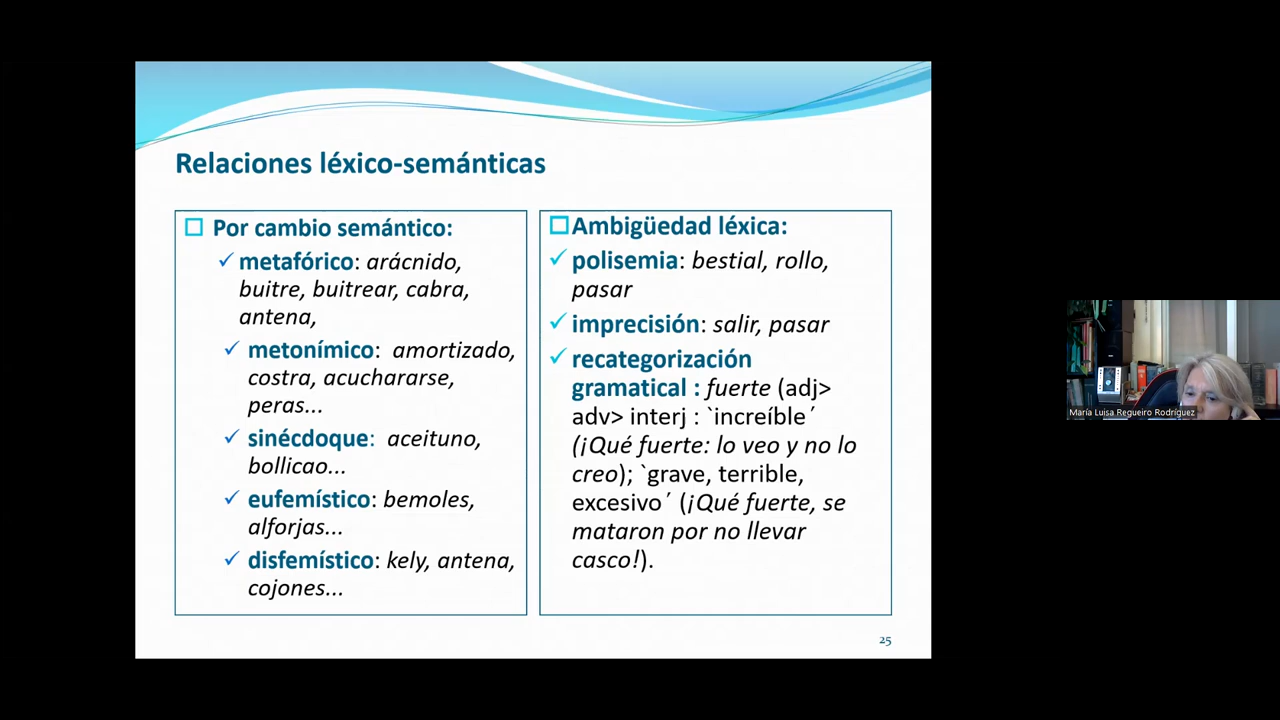 Relaciones léxico-semánticas
Por cambio semántico:
metafórico: arácnido,
buitre, buitrear, cabra,
antena,
metonímico: amortizado,
costra, acuchararse,
peras...
sinécdoque: aceituno,
bollicao...
eufemístico: bemoles,
alforjas...
disfemístico: kely, antena,
cojones...
Ambigüedad léxica:
polisemia: bestial, rollo,
pasar
imprecisión: salir, pasar
recategorización
gramatical : fuerte (adj>
adv> interj : `increíble´
(¡Qué fuerte: lo veo y no lo
creo); `grave, terrible,
excesivo´ (¡Qué fuerte, se
mataron por no llevar
casco!).
25
María Luisa Regueiro Rodríguez